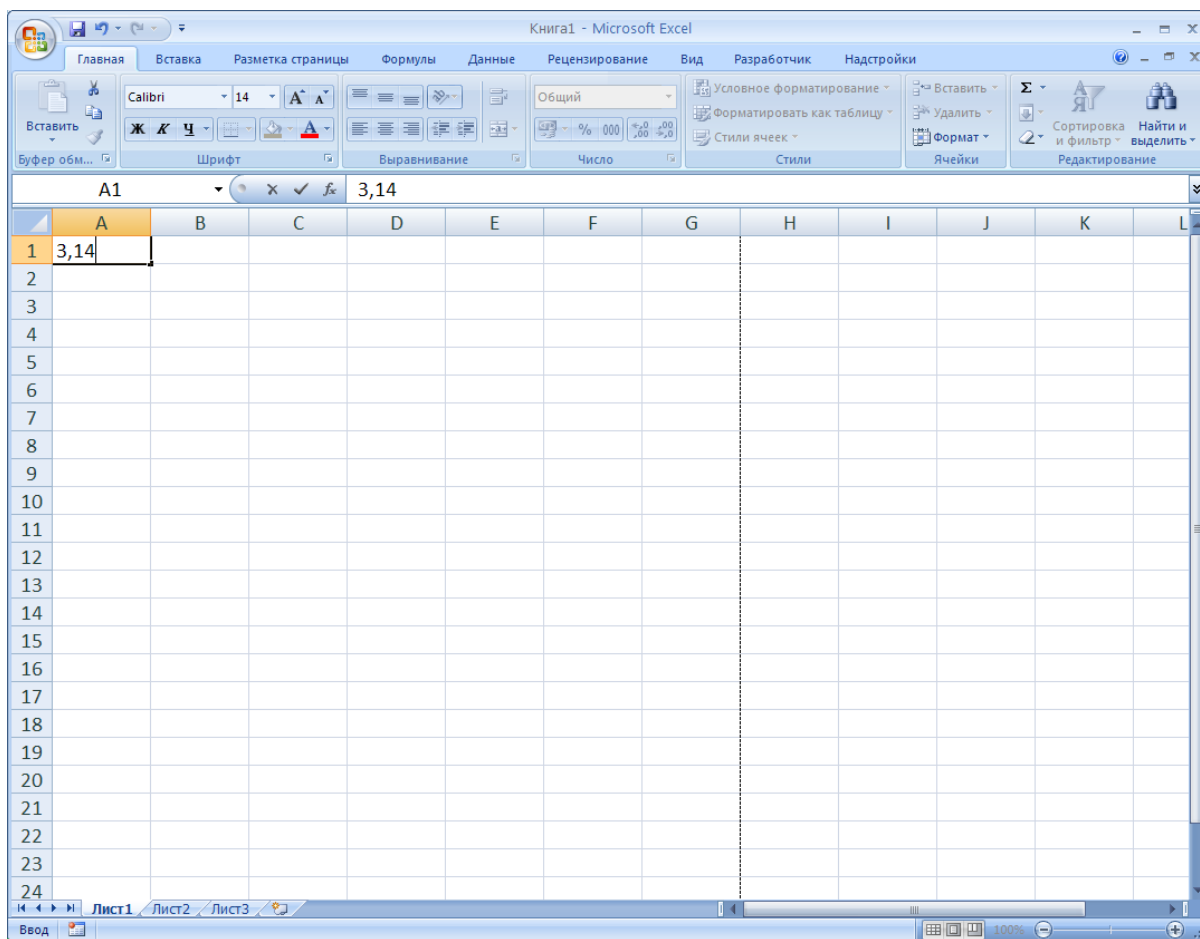 Книга1 - Microsoft Excel
Главная Вставка Разметка страницы Формулы Данные Рецензирование Вид Разработчик Надстройки
Calibri 14 Общий Условное форматирование Вставить Σ
Форматировать как таблицу Удалить
Вставить Ж К Ч % 000 Стили ячеек Формат Сортировка и фильтр Найти и выделить
Буфер обм... Шрифт Выравнивание Число Стили Ячейки Редактирование
A1 fx 3,14
A B C D E F G H I J K L
1 3,14
2
3
4
5
6
7
8
9
10
11
12
13
14
15
16
17
18
19
20
21
22
23
24
Лист1 Лист2 Лист3
Ввод 100%